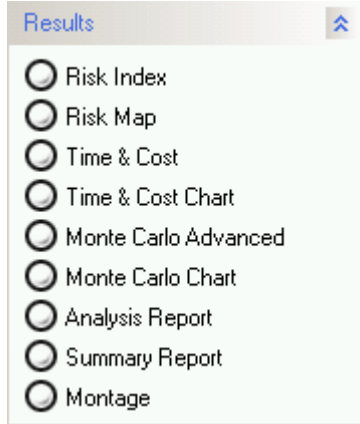 Results
Risk Index
Risk Map
Time & Cost
Time & Cost Chart
Monte Carlo Advanced
Monte Carlo Chart
Analysis Report
Summary Report
Montage